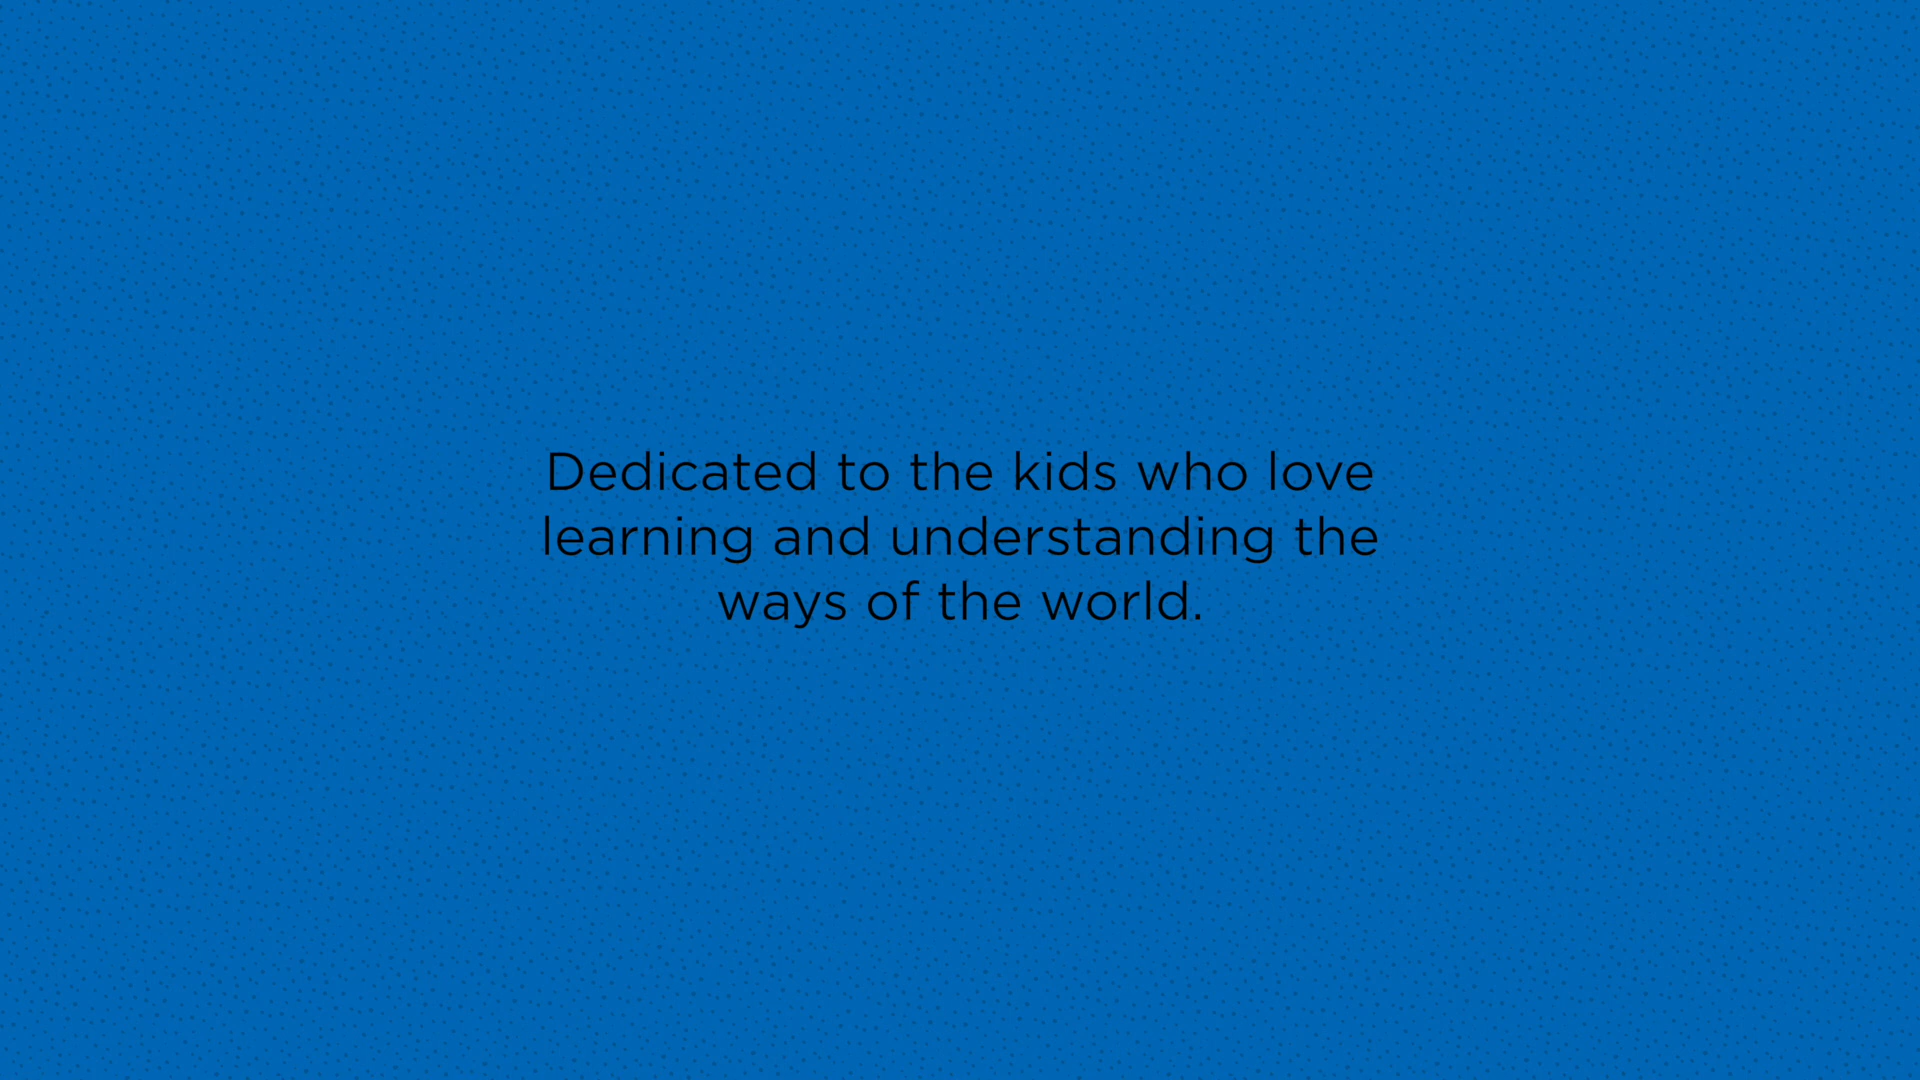 Dedicated to the kids who love
learning and understanding the
ways of the world.